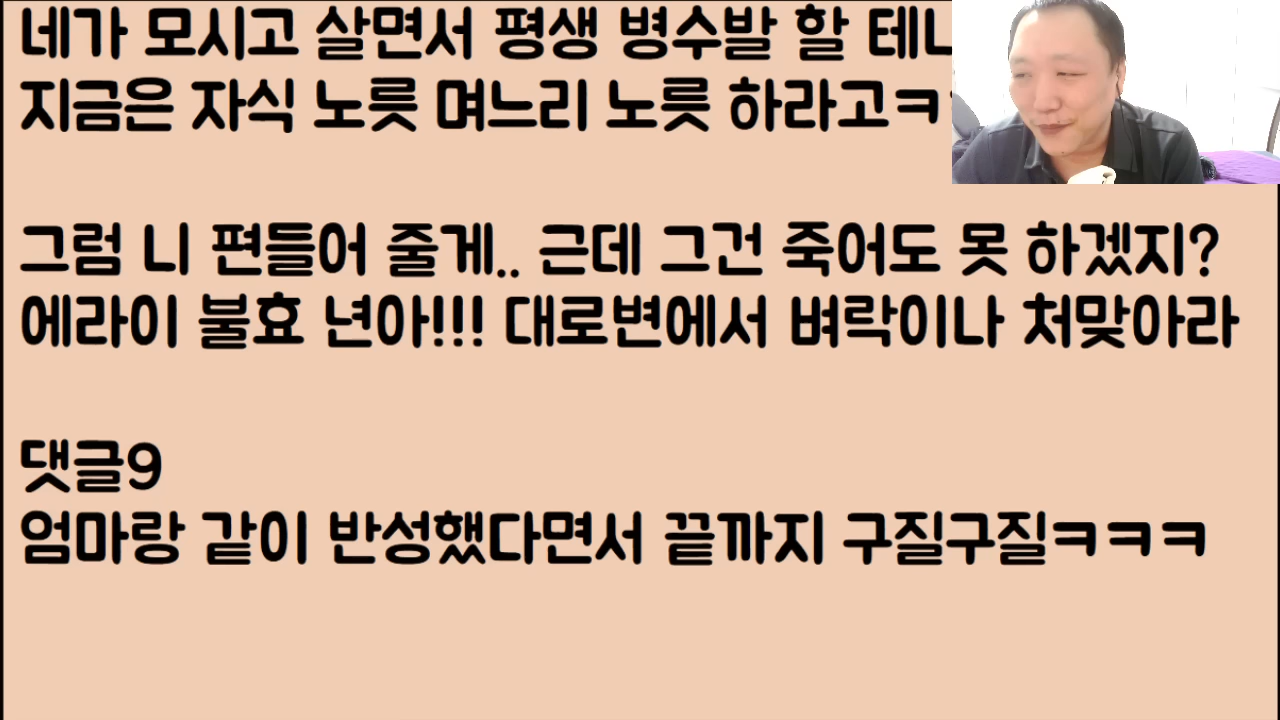 네가 모시고 살면서 평생 병수발 할 테니
지금은 자식 노릇 며느리 노릇 하라고ㅋ
그럼 니 편들어 줄게.. 근데 그건 죽어도 못 하겠지?
에라이 불효 년아!!! 대로변에서 벼락이나 처맞아라
댓글9
엄마랑 같이 반성했다면서 끝까지 구질구질ㅋㅋㅋ